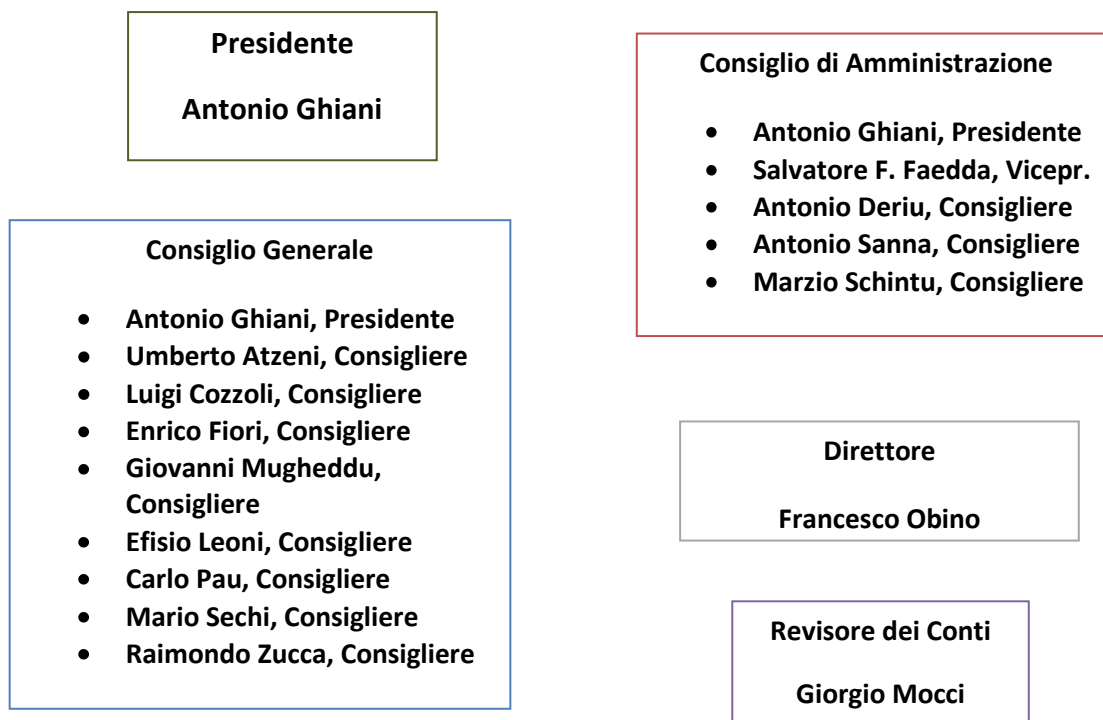 Presidente
Antonio Ghiani
Consiglio di Amministrazione
• Antonio Ghiani, Presidente
• Salvatore F. Faedda, Vicepr.
• Antonio Deriu, Consigliere
• Antonio Sanna, Consigliere
• Marzio Schintu, Consigliere
Consiglio Generale
• Antonio Ghiani, Presidente
• Umberto Atzeni, Consigliere
• Luigi Cozzoli, Consigliere
• Enrico Fiori, Consigliere
• Giovanni Mugheddu,
Consigliere
• Efisio Leoni, Consigliere
• Carlo Pau, Consigliere
• Mario Sechi, Consigliere
• Raimondo Zucca, Consigliere
Direttore
Francesco Obino
Revisore dei Conti
Giorgio Mocci